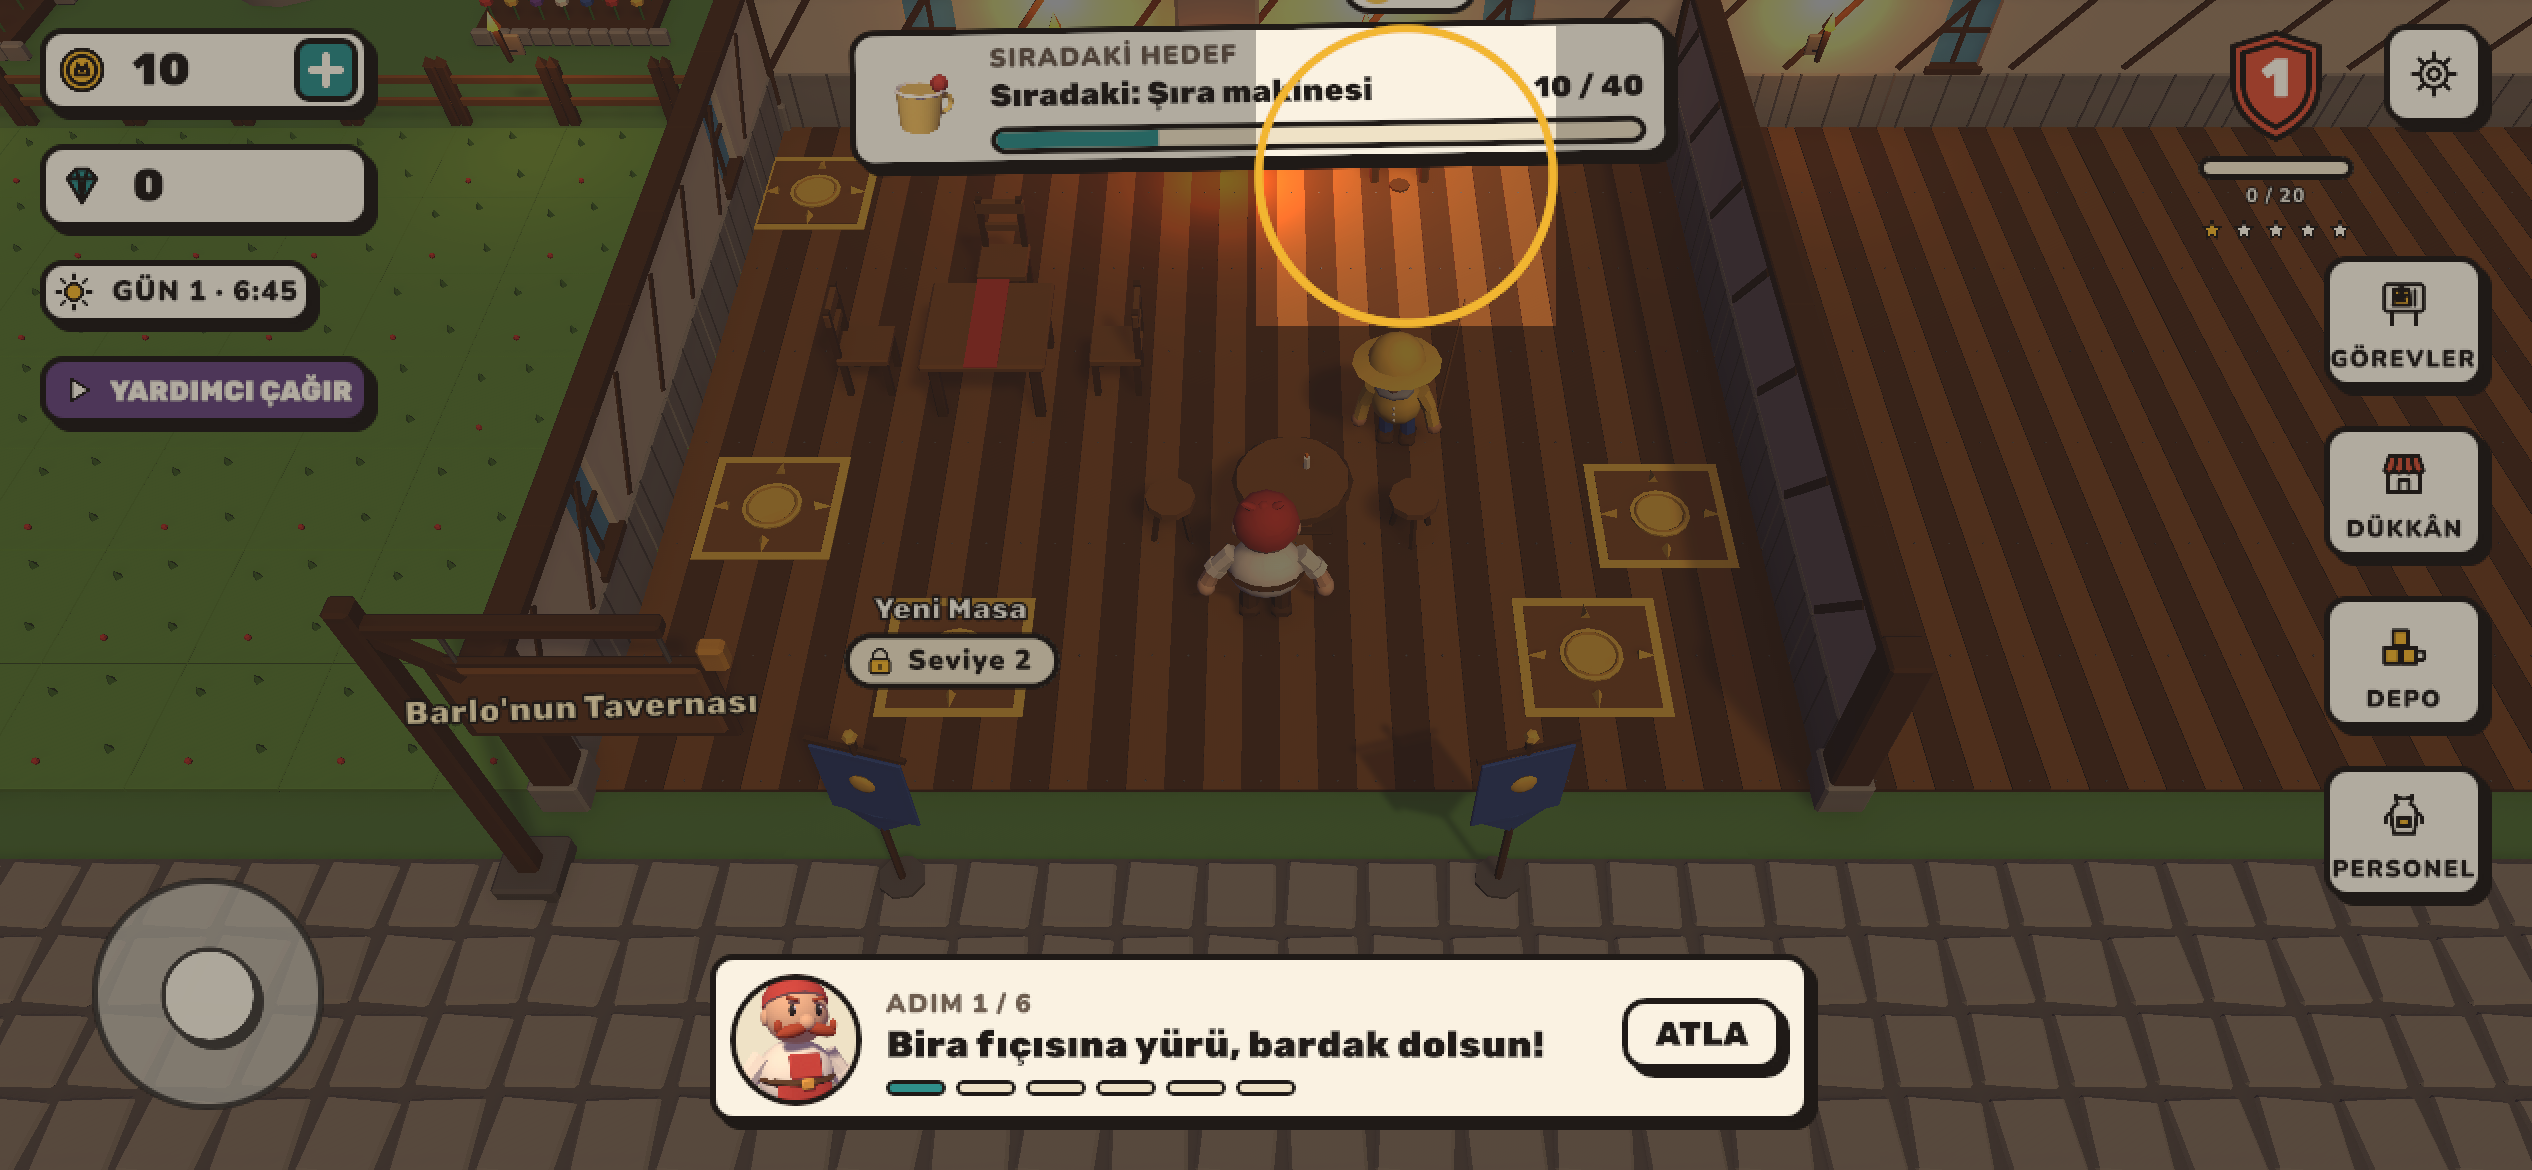 10
SIRADAKİ HEDEF
Sıradaki: Şıra makinesi
10 / 40
1
0
0 / 20
GÜN 1 · 6:45
YARDIMCI ÇAĞIR
GÖREVLER
DÜKKÂN
Yeni Masa
Seviye 2
Barlo'nun Tavernası
DEPO
PERSONEL
ADIM 1 / 6
Bira fıçısına yürü, bardak dolsun!
ATLA